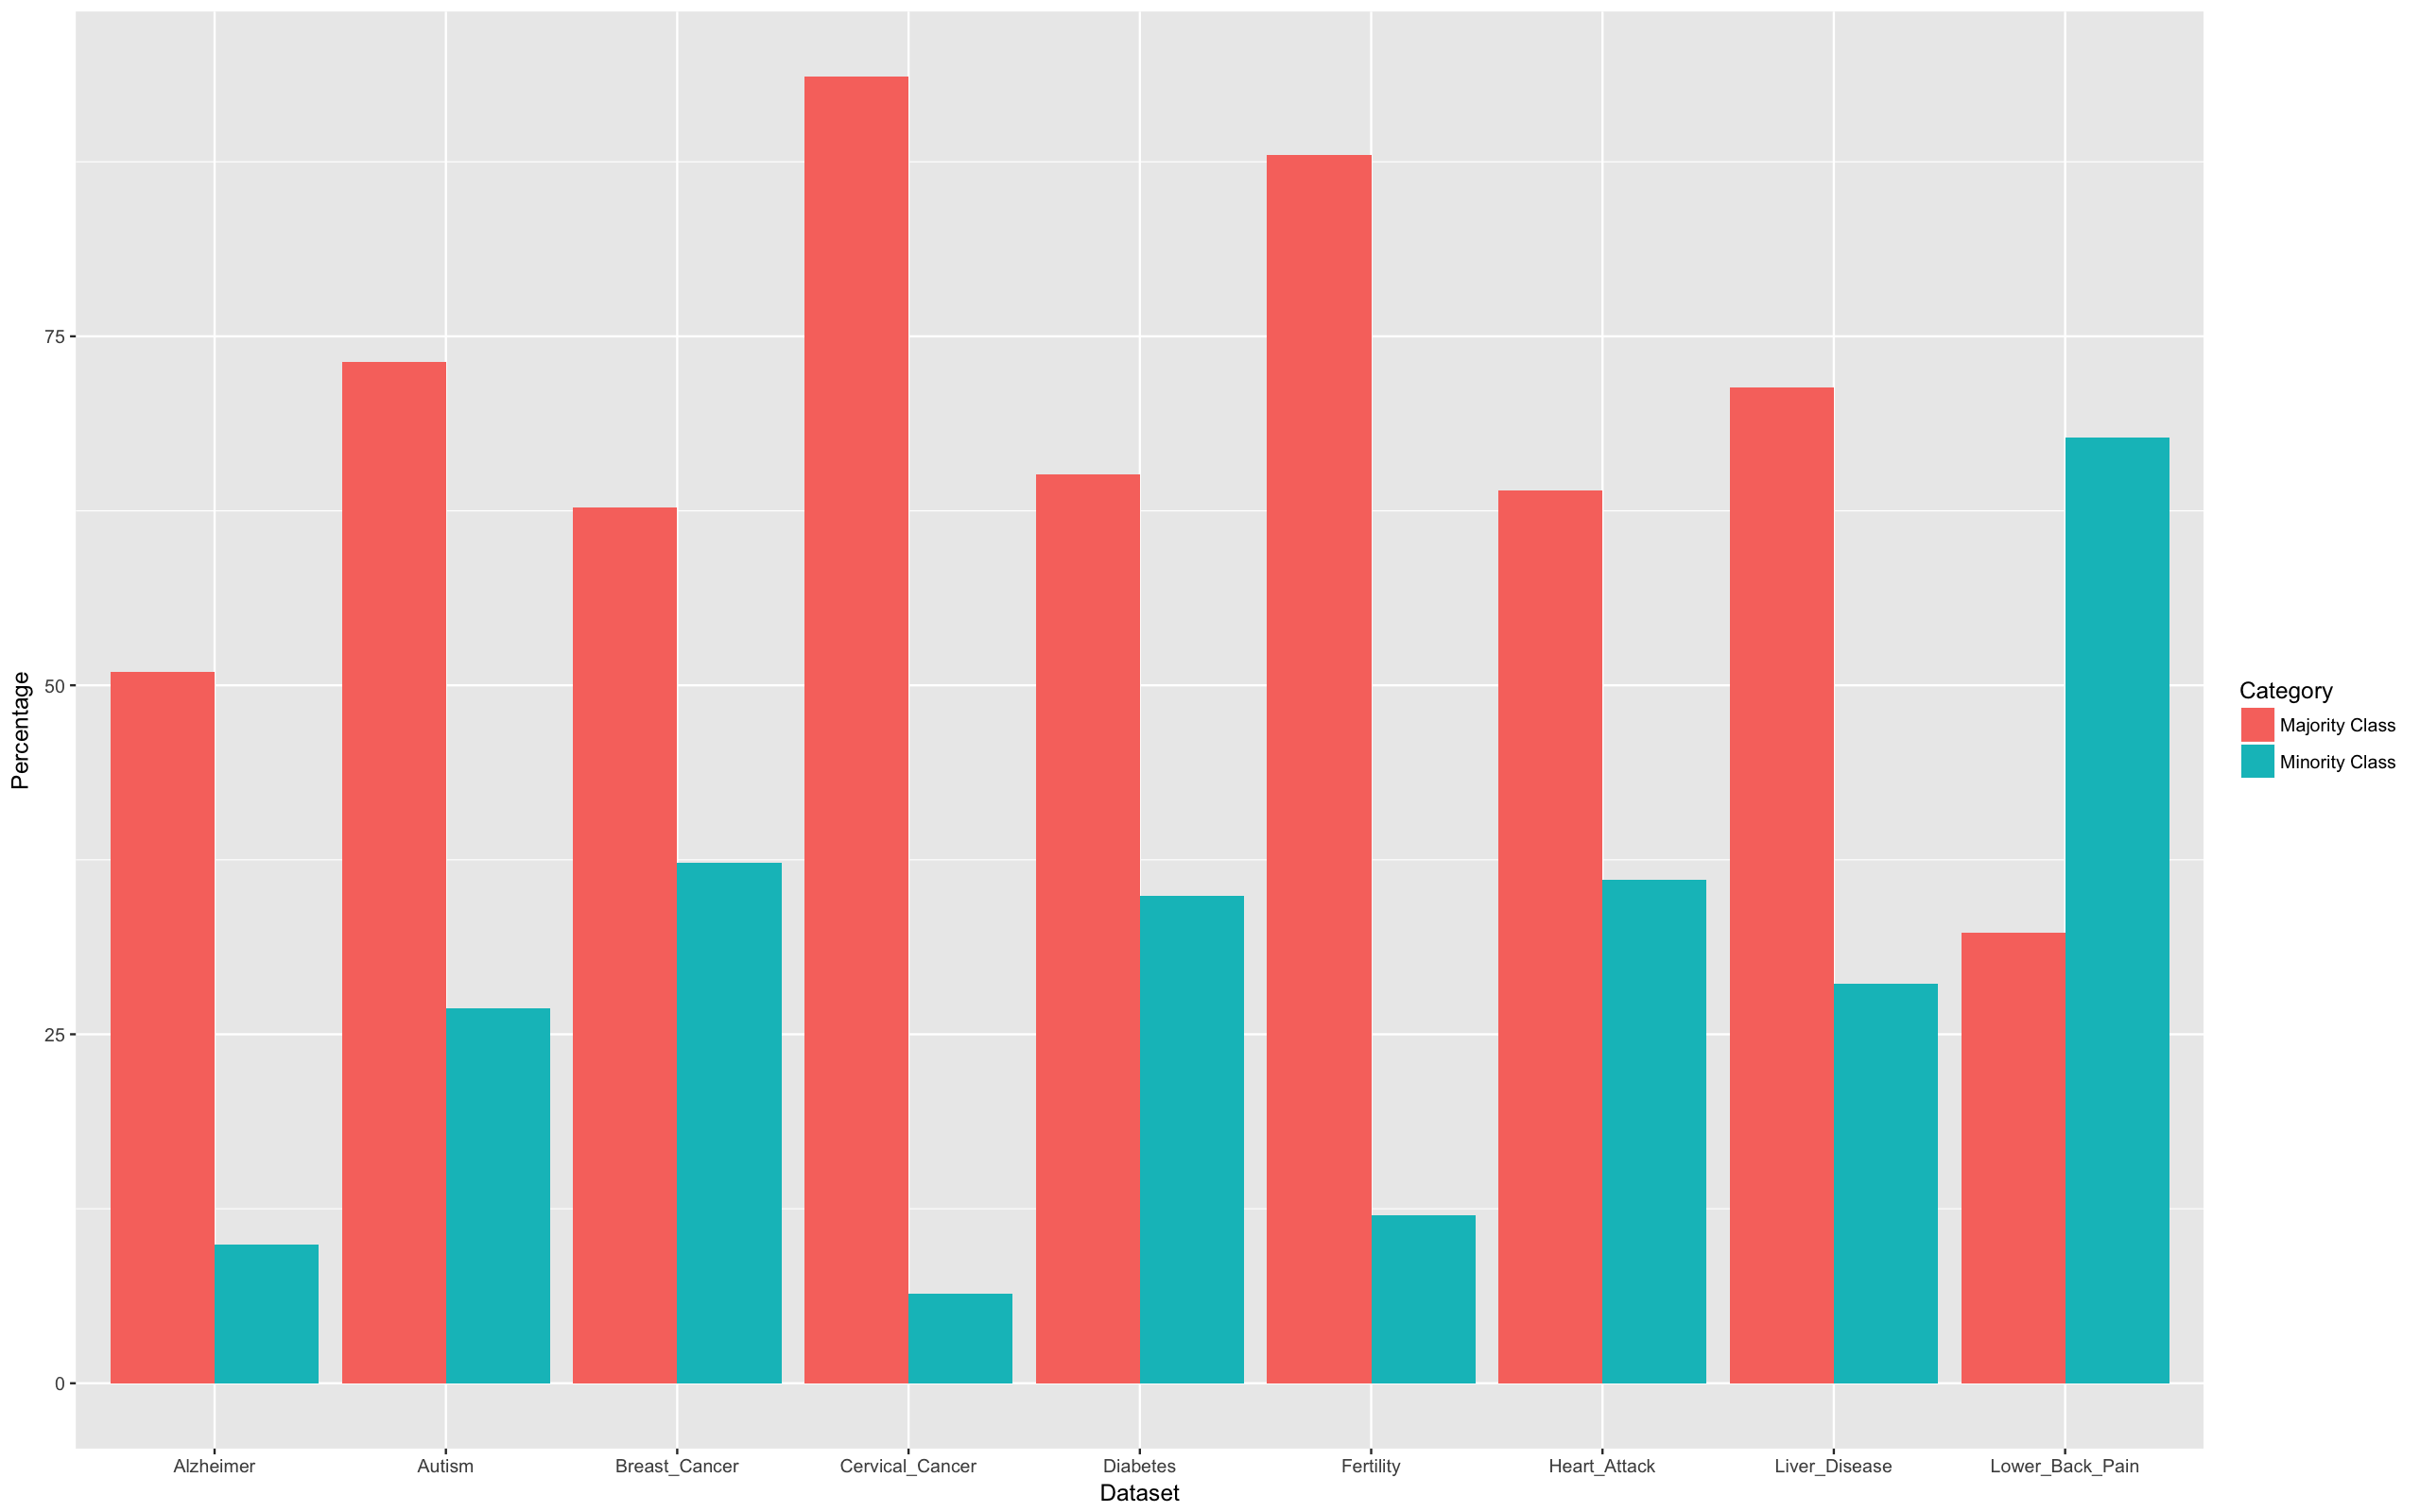 75
50
25
0
Percentage
Alzheimer
Autism
Breast_Cancer
Cervical_Cancer
Diabetes
Fertility
Heart_Attack
Liver_Disease
Lower_Back_Pain
Dataset
Category
Majority Class
Minority Class